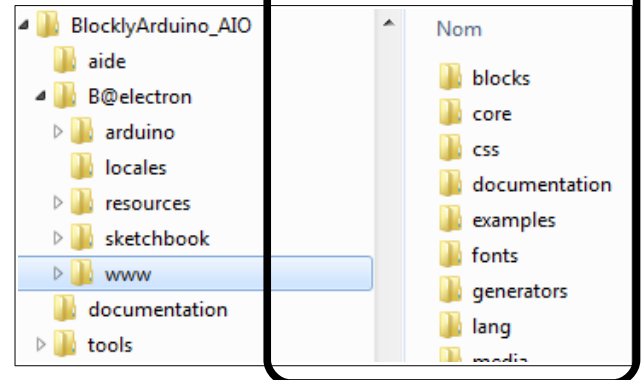 BlocklyArduino_AIO
aide
B@electron
arduino
locales
resources
sketchbook
www
documentation
tools
Nom
blocks
core
css
documentation
examples
fonts
generators
lang
media